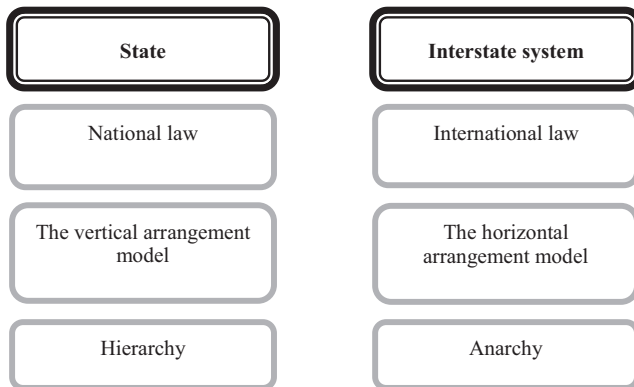 State
National law
The vertical arrangement
model
Hierarchy
Interstate system
International law
The horizontal
arrangement model
Anarchy